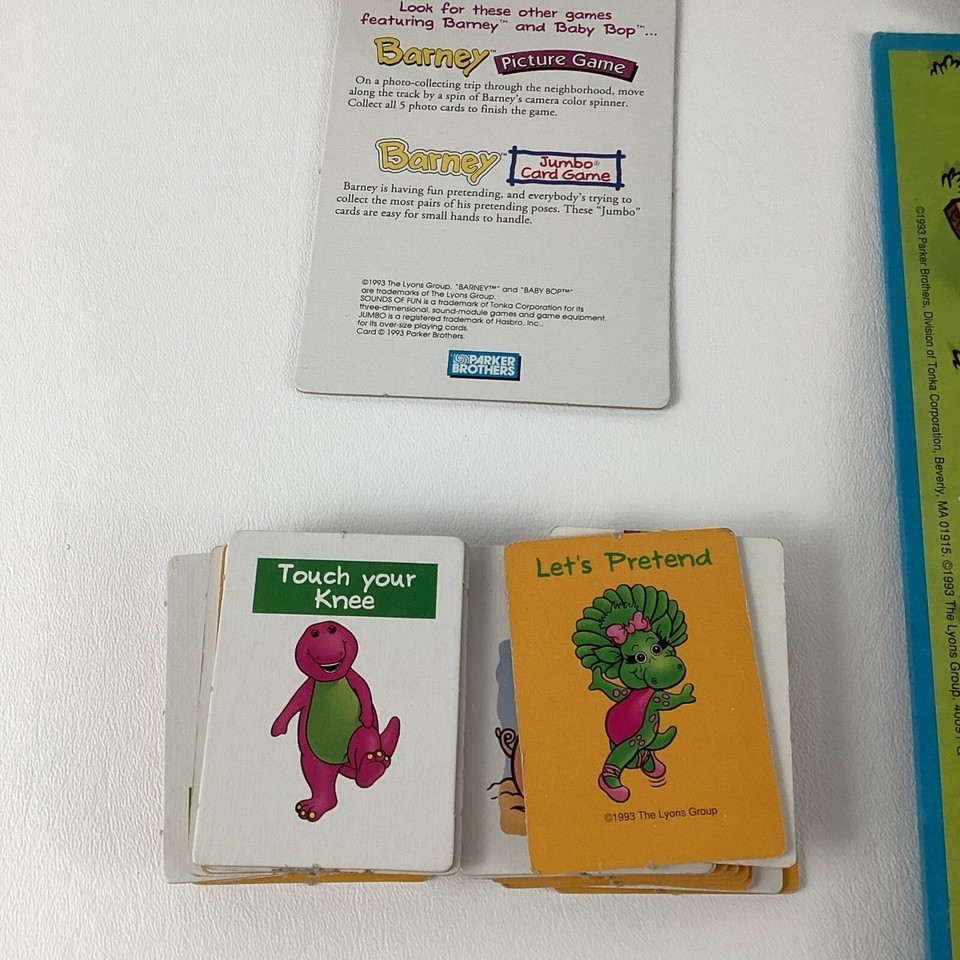 Look for these other games
featuring Barney™ and Baby Bop™...
Barney™ Picture Game
On a photo-collecting trip through the neighborhood, move
along the track by a spin of Barney's camera color spinner.
Collect all 5 photo cards to finish the game.
Barney™ Jumbo®
Card Game
Barney is having fun pretending, and everybody's trying to
collect the most pairs of his pretending poses. These “Jumbo”
cards are easy for small hands to handle.
©1993 The Lyons Group. "BARNEY™" and "BABY BOP™"
are trademarks of The Lyons Group.
SOUNDS OF FUN is a trademark of Tonka Corporation for its
three-dimensional, sound-module games and game equipment.
JUMBO is a registered trademark of Hasbro, Inc.,
for its over-size playing cards.
Card © 1993 Parker Brothers.
PARKER
BROTHERS
©1993 Parker Brothers, Division of Tonka Corporation, Beverly, MA 01915. ©1993 The Lyons Group.
Touch your
Knee
Let's Pretend
©1993 The Lyons Group